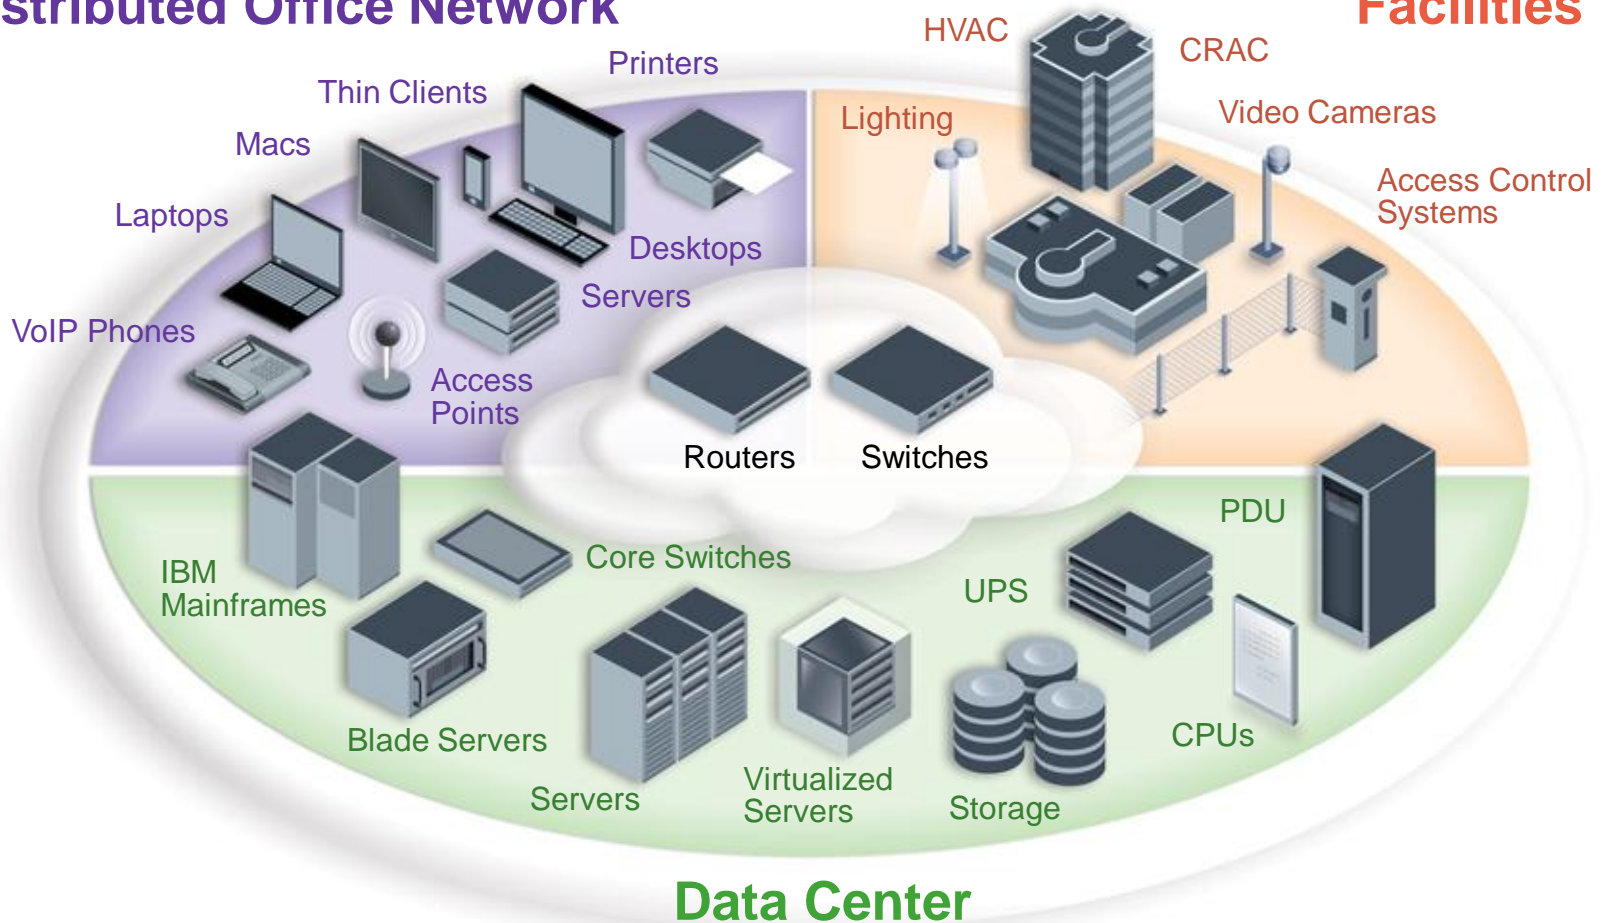 stributed Office Network
Facilities
HVAC
CRAC
Printers
Thin Clients
Lighting
Video Cameras
Macs
Access Control
Systems
Laptops
Desktops
Servers
VoIP Phones
Access
Points
Routers
Switches
PDU
Core Switches
IBM
Mainframes
UPS
Blade Servers
CPUs
Virtualized
Servers
Servers
Storage
Data Center